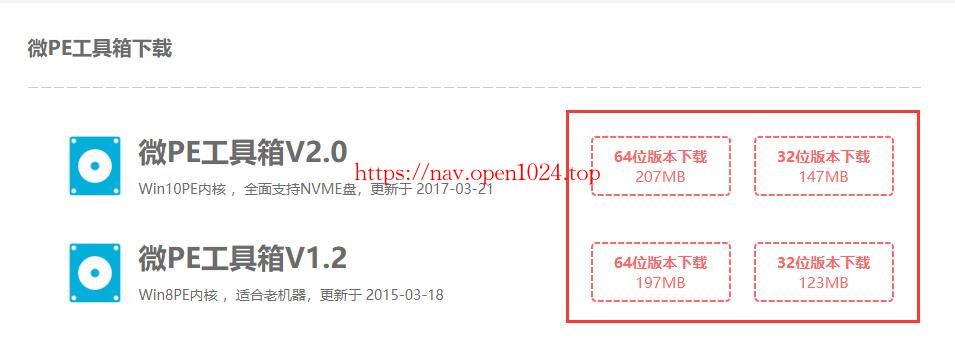 微PE工具箱下载
微PE工具箱V2.0
Win10PE内核 ，全面支持NVME盘，更新于 2017-03-21
https://nav.open1024.top
64位版本下载
207MB
32位版本下载
147MB
微PE工具箱V1.2
Win8PE内核 ，适合老机器，更新于 2015-03-18
64位版本下载
197MB
32位版本下载
123MB